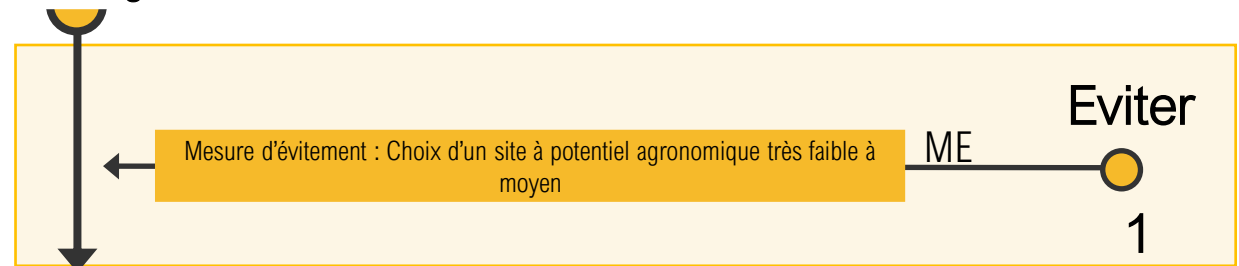 Eviter
Mesure d'évitement : Choix d'un site à potentiel agronomique très faible à
moyen
ME
1